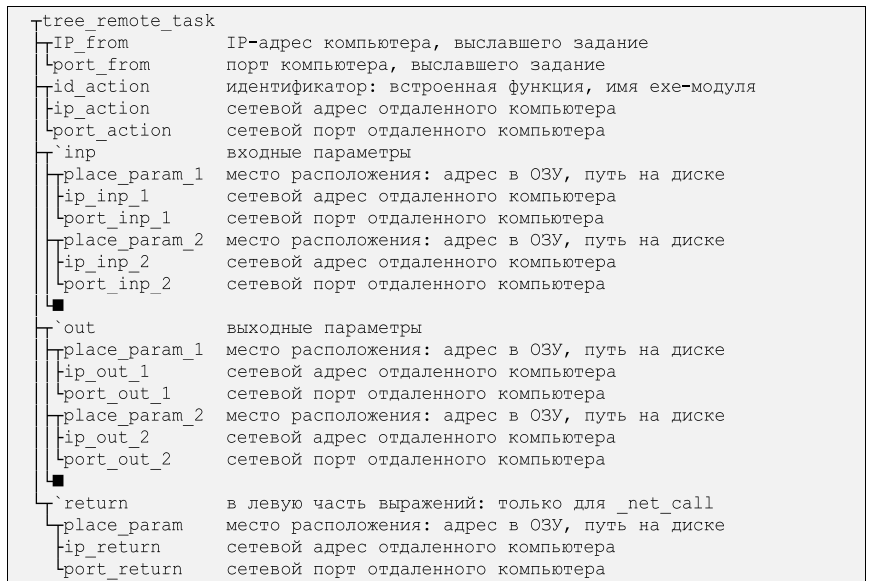 tree_remote_task
IP_from IP-адрес компьютера, выславшего задание
port_from порт компьютера, выславшего задание
id_action идентификатор: встроенная функция, имя exe-модуля
ip_action сетевой адрес отдаленного компьютера
port_action сетевой порт отдаленного компьютера
`inp входные параметры
place_param_1 место расположения: адрес в ОЗУ, путь на диске
ip_inp_1 сетевой адрес отдаленного компьютера
port_inp_1 сетевой порт отдаленного компьютера
place_param_2 место расположения: адрес в ОЗУ, путь на диске
ip_inp_2 сетевой адрес отдаленного компьютера
port_inp_2 сетевой порт отдаленного компьютера
`out выходные параметры
place_param_1 место расположения: адрес в ОЗУ, путь на диске
ip_out_1 сетевой адрес отдаленного компьютера
port_out_1 сетевой порт отдаленного компьютера
place_param_2 место расположения: адрес в ОЗУ, путь на диске
ip_out_2 сетевой адрес отдаленного компьютера
port_out_2 сетевой порт отдаленного компьютера
`return в левую часть выражений: только для _net_call
place_param место расположения: адрес в ОЗУ, путь на диске
ip_return сетевой адрес отдаленного компьютера
port_return сетевой порт отдаленного компьютера